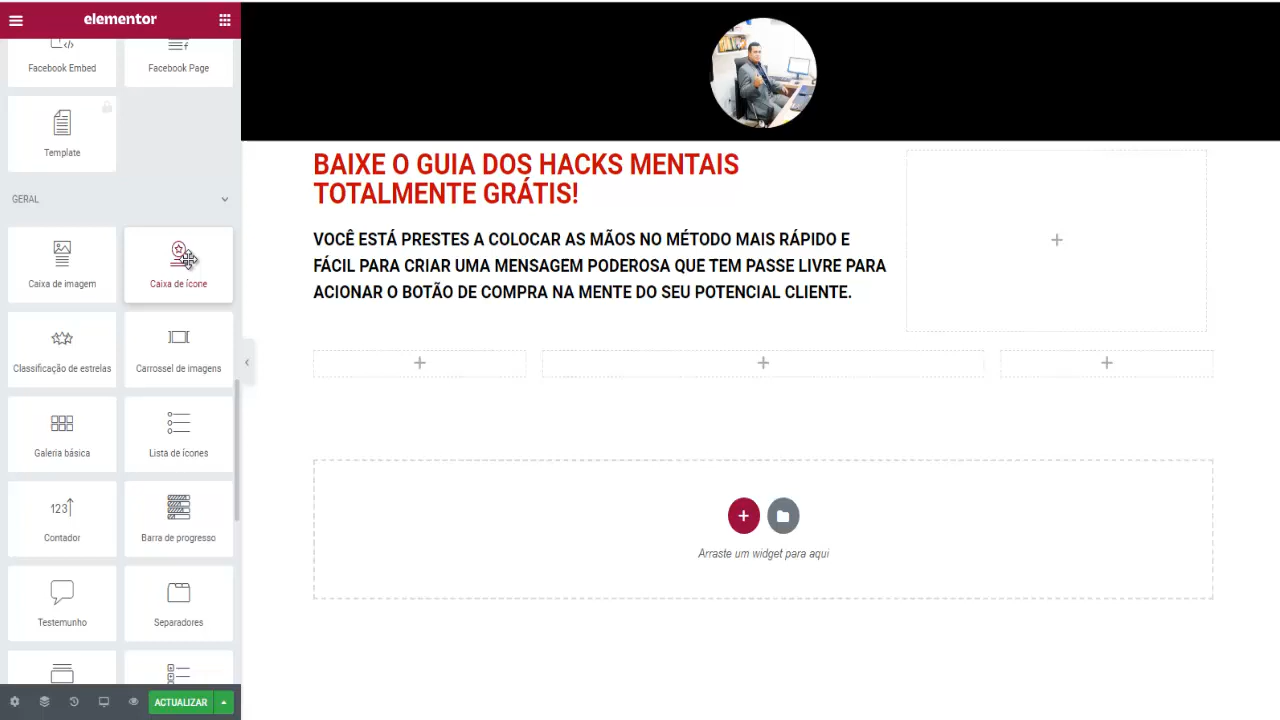 elementor
Facebook Embed
Facebook Page
Template
GERAL
Caixa de imagem
Caixa de ícone
Classificação de estrelas
Carrossel de imagens
Galeria básica
Lista de ícones
123
Contador
Barra de progresso
Testemunho
Separadores
ACTUALIZAR
BAIXE O GUIA DOS HACKS MENTAIS
TOTALMENTE GRÁTIS!
VOCÊ ESTÁ PRESTES A COLOCAR AS MÃOS NO MÉTODO MAIS RÁPIDO E
FÁCIL PARA CRIAR UMA MENSAGEM PODEROSA QUE TEM PASSE LIVRE PARA
ACIONAR O BOTÃO DE COMPRA NA MENTE DO SEU POTENCIAL CLIENTE.
Arraste um widget para aqui